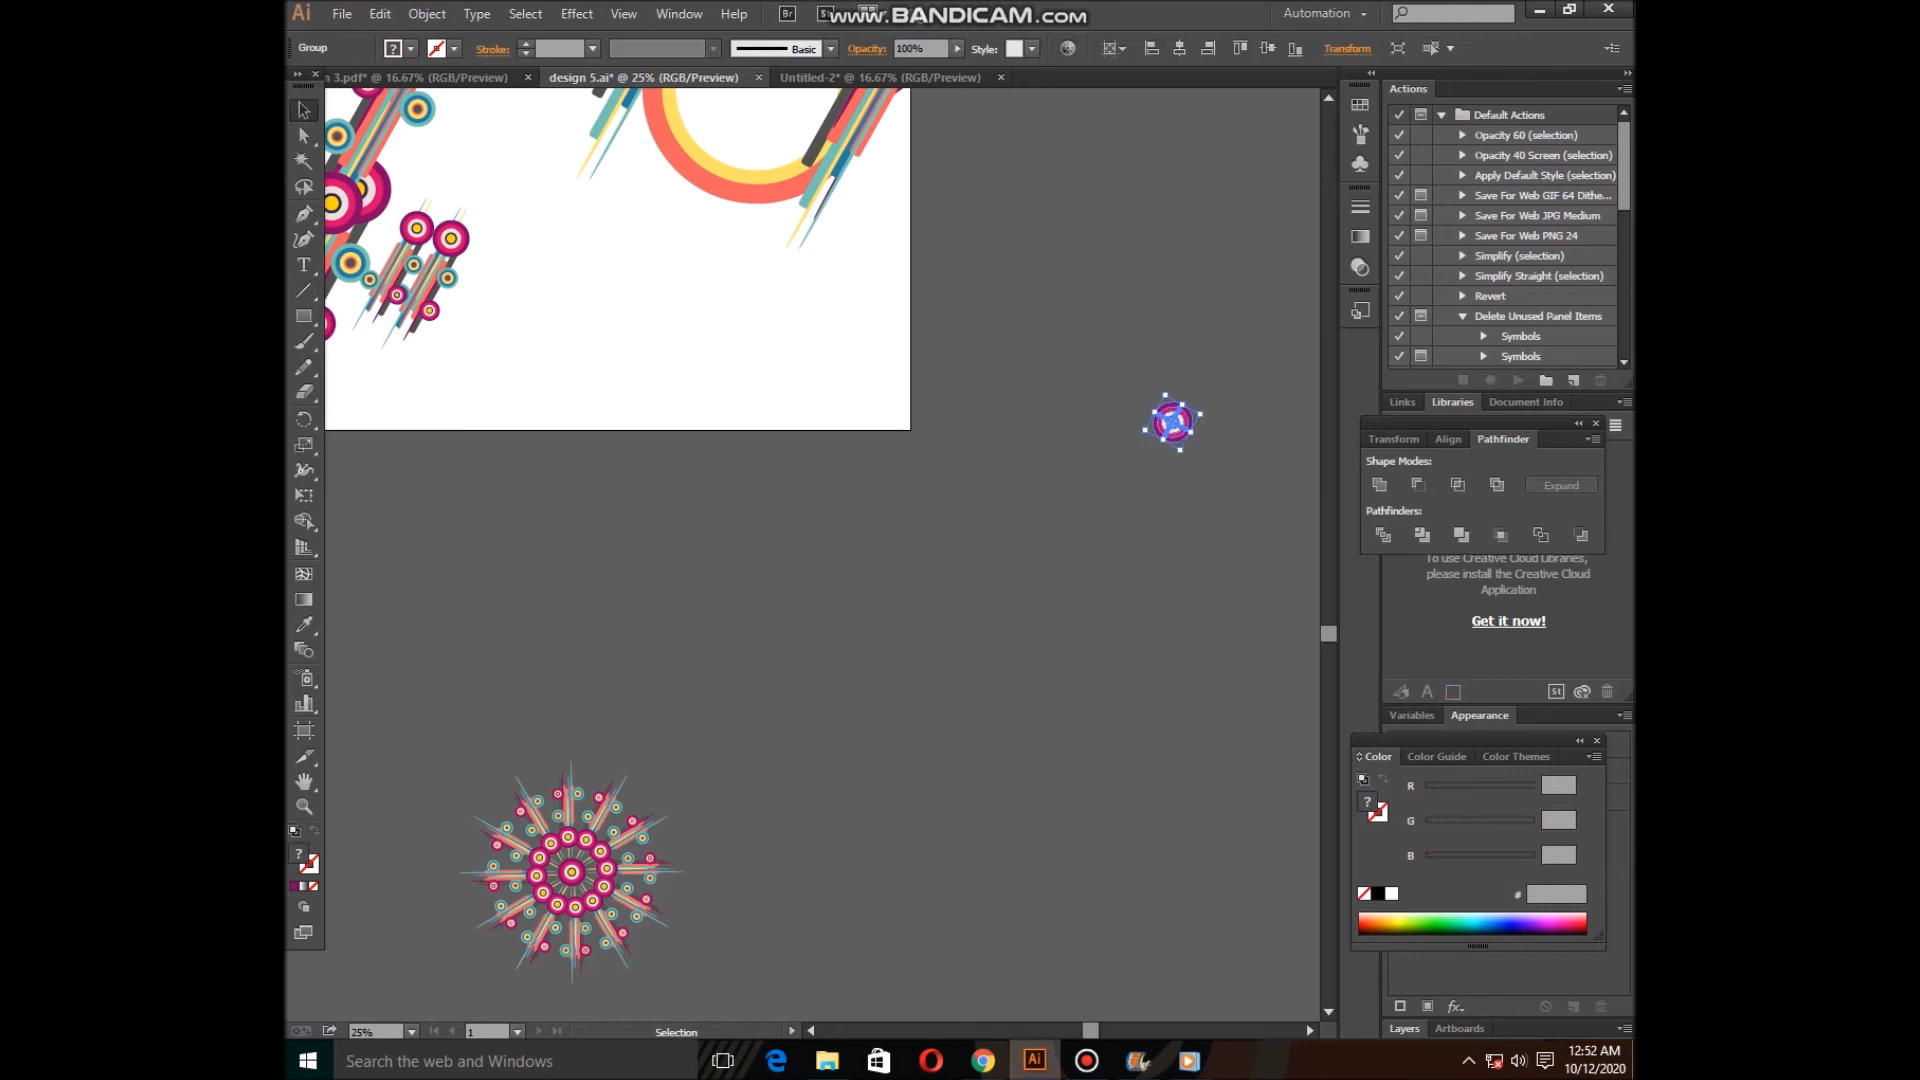 Ai File Edit Object Type Select Effect View Window Help Br St www.BANDICAM.com Automation
Group ? Stroke: Basic Opacity: 100% Style: Transform
n 3.pdf* @ 16.67% (RGB/Preview) × design 5.ai* @ 25% (RGB/Preview) × Untitled-2* @ 16.67% (RGB/Preview) ×
Actions
Default Actions
Opacity 60 (selection)
Opacity 40 Screen (selection)
Apply Default Style (selection)
Save For Web GIF 64 Dithe...
Save For Web JPG Medium
Save For Web PNG 24
Simplify (selection)
Simplify Straight (selection)
Revert
Delete Unused Panel Items
Symbols
Symbols
Links Libraries Document Info
Transform Align Pathfinder
Shape Modes:
Expand
Pathfinders:
To use Creative Cloud Libraries,
please install the Creative Cloud
Application
Get it now!
St
Variables Appearance
Color Color Guide Color Themes
R
?
G
B
#
fx
Layers Artboards
25% 1 Selection
Search the web and Windows
Ai
12:52 AM
10/12/2020